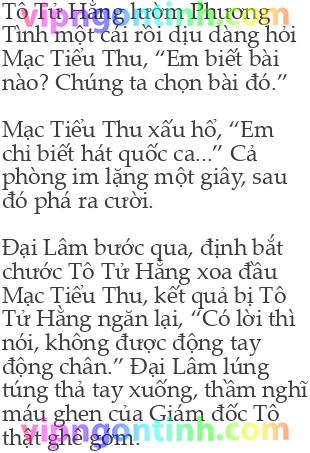 Tô Tử Hằng lườm Phương
Tình một cái rồi dịu dàng hỏi
Mạc Tiểu Thu, “Em biết bài
nào? Chúng ta chọn bài đó.”
Mạc Tiểu Thu xấu hổ, “Em
chỉ biết hát quốc ca...” Cả
phòng im lặng một giây, sau
đó phá ra cười.
Đại Lâm bước qua, định bắt
chước Tô Tử Hằng xoa đầu
Mạc Tiểu Thu, kết quả bị Tô
Tử Hằng ngăn lại, “Có lời thì
nói, không được động tay
động chân.” Đại Lâm lúng
túng thả tay xuống, thầm nghĩ
máu ghen của Giám đốc Tô
thật ghê gớm.
vipngontinh.com
vipngontinh.com